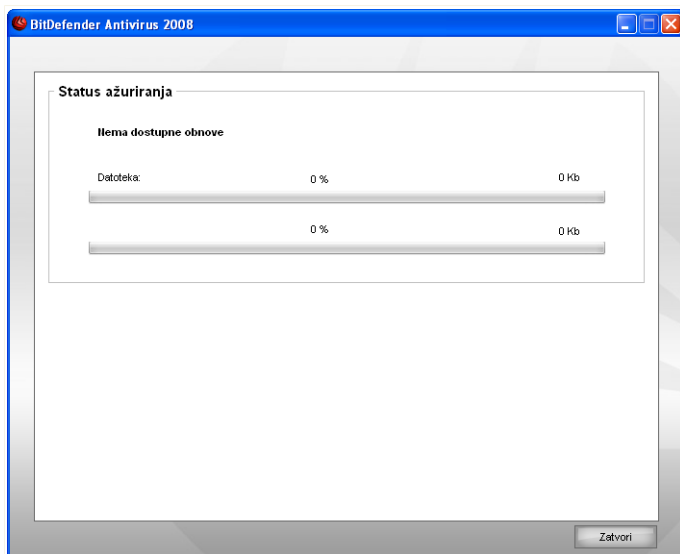 BitDefender Antivirus 2008
Status ažuriranja
Nema dostupne obnove
Datoteka: 0 % 0 Kb
0 % 0 Kb
Zatvori